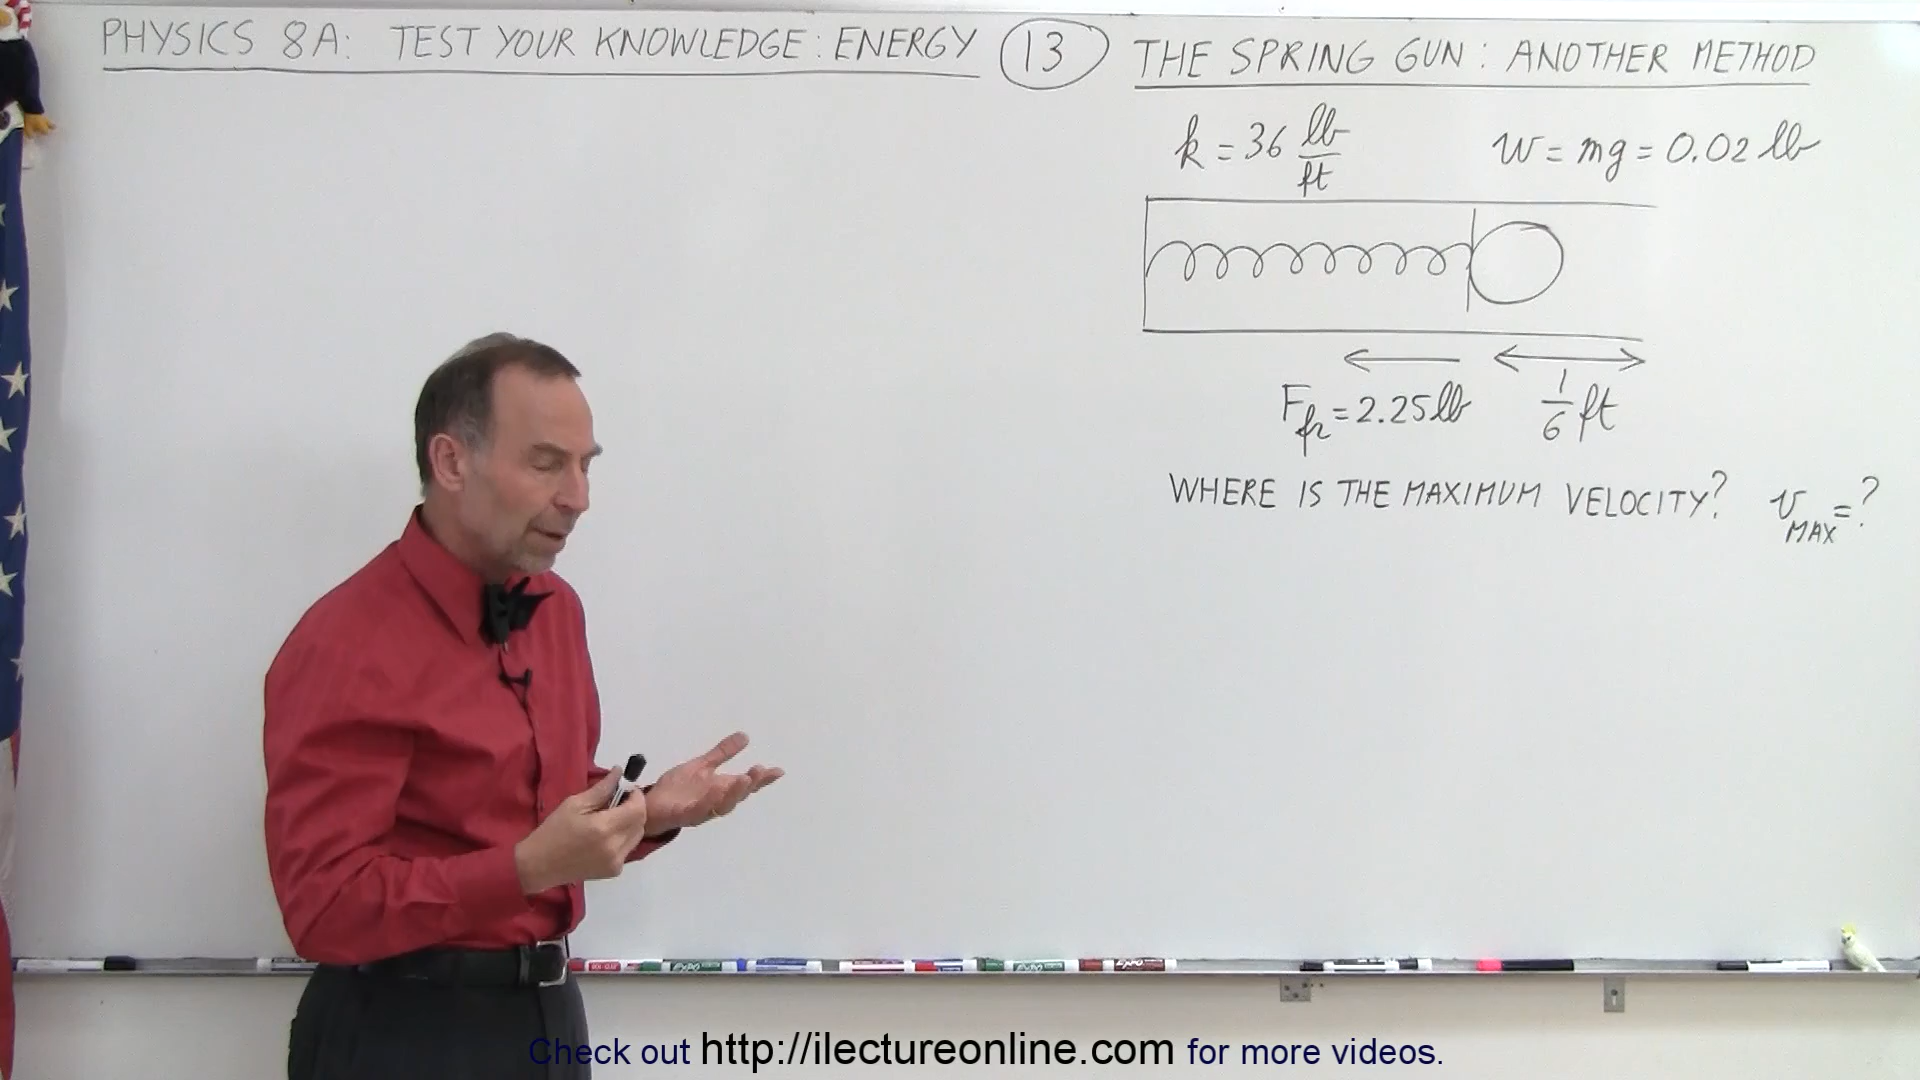 PHYSICS 8A: TEST YOUR KNOWLEDGE: ENERGY 13 THE SPRING GUN: ANOTHER METHOD
k = 36 lb/ft w = mg = 0.02 lb
F_fr = 2.25 lb 1/6 ft
WHERE IS THE MAXIMUM VELOCITY? v_MAX = ?
Check out http://ilectureonline.com for more videos.